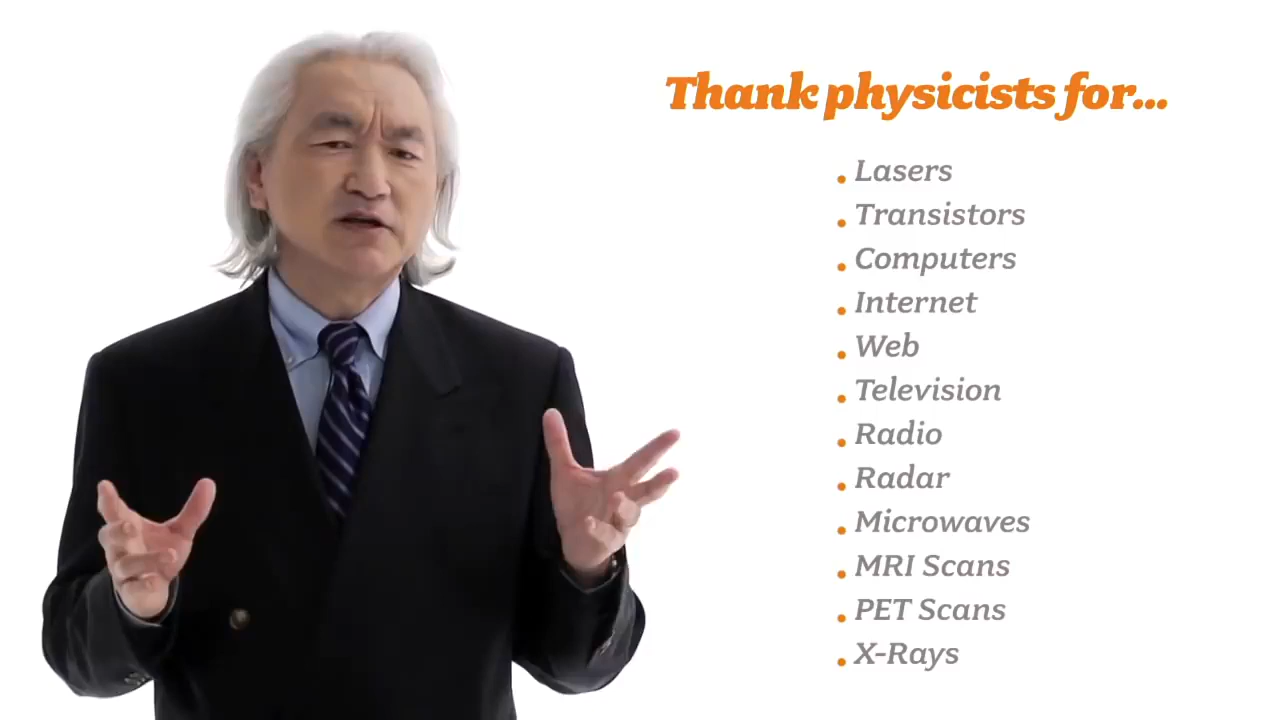 Thank physicists for...
Lasers
Transistors
Computers
Internet
Web
Television
Radio
Radar
Microwaves
MRI Scans
PET Scans
X-Rays